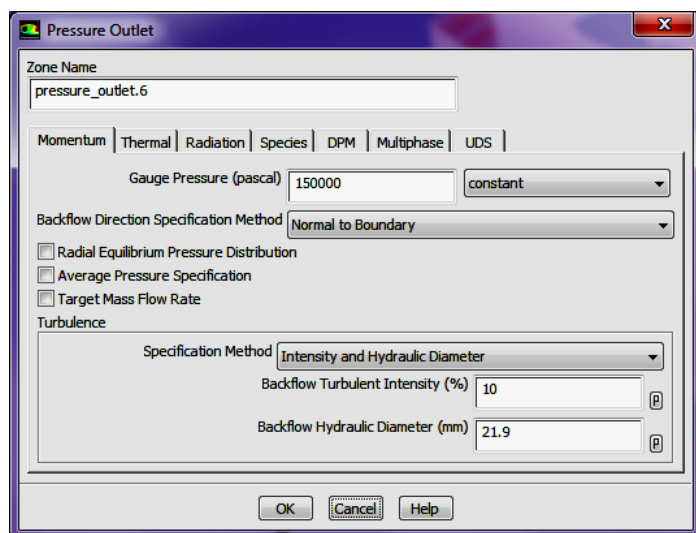 Pressure Outlet
Zone Name
pressure_outlet.6
Momentum Thermal Radiation Species DPM Multiphase UDS
Gauge Pressure (pascal) 150000 constant
Backflow Direction Specification Method Normal to Boundary
Radial Equilibrium Pressure Distribution
Average Pressure Specification
Target Mass Flow Rate
Turbulence
Specification Method Intensity and Hydraulic Diameter
Backflow Turbulent Intensity (%) 10 P
Backflow Hydraulic Diameter (mm) 21.9 P
OK Cancel Help